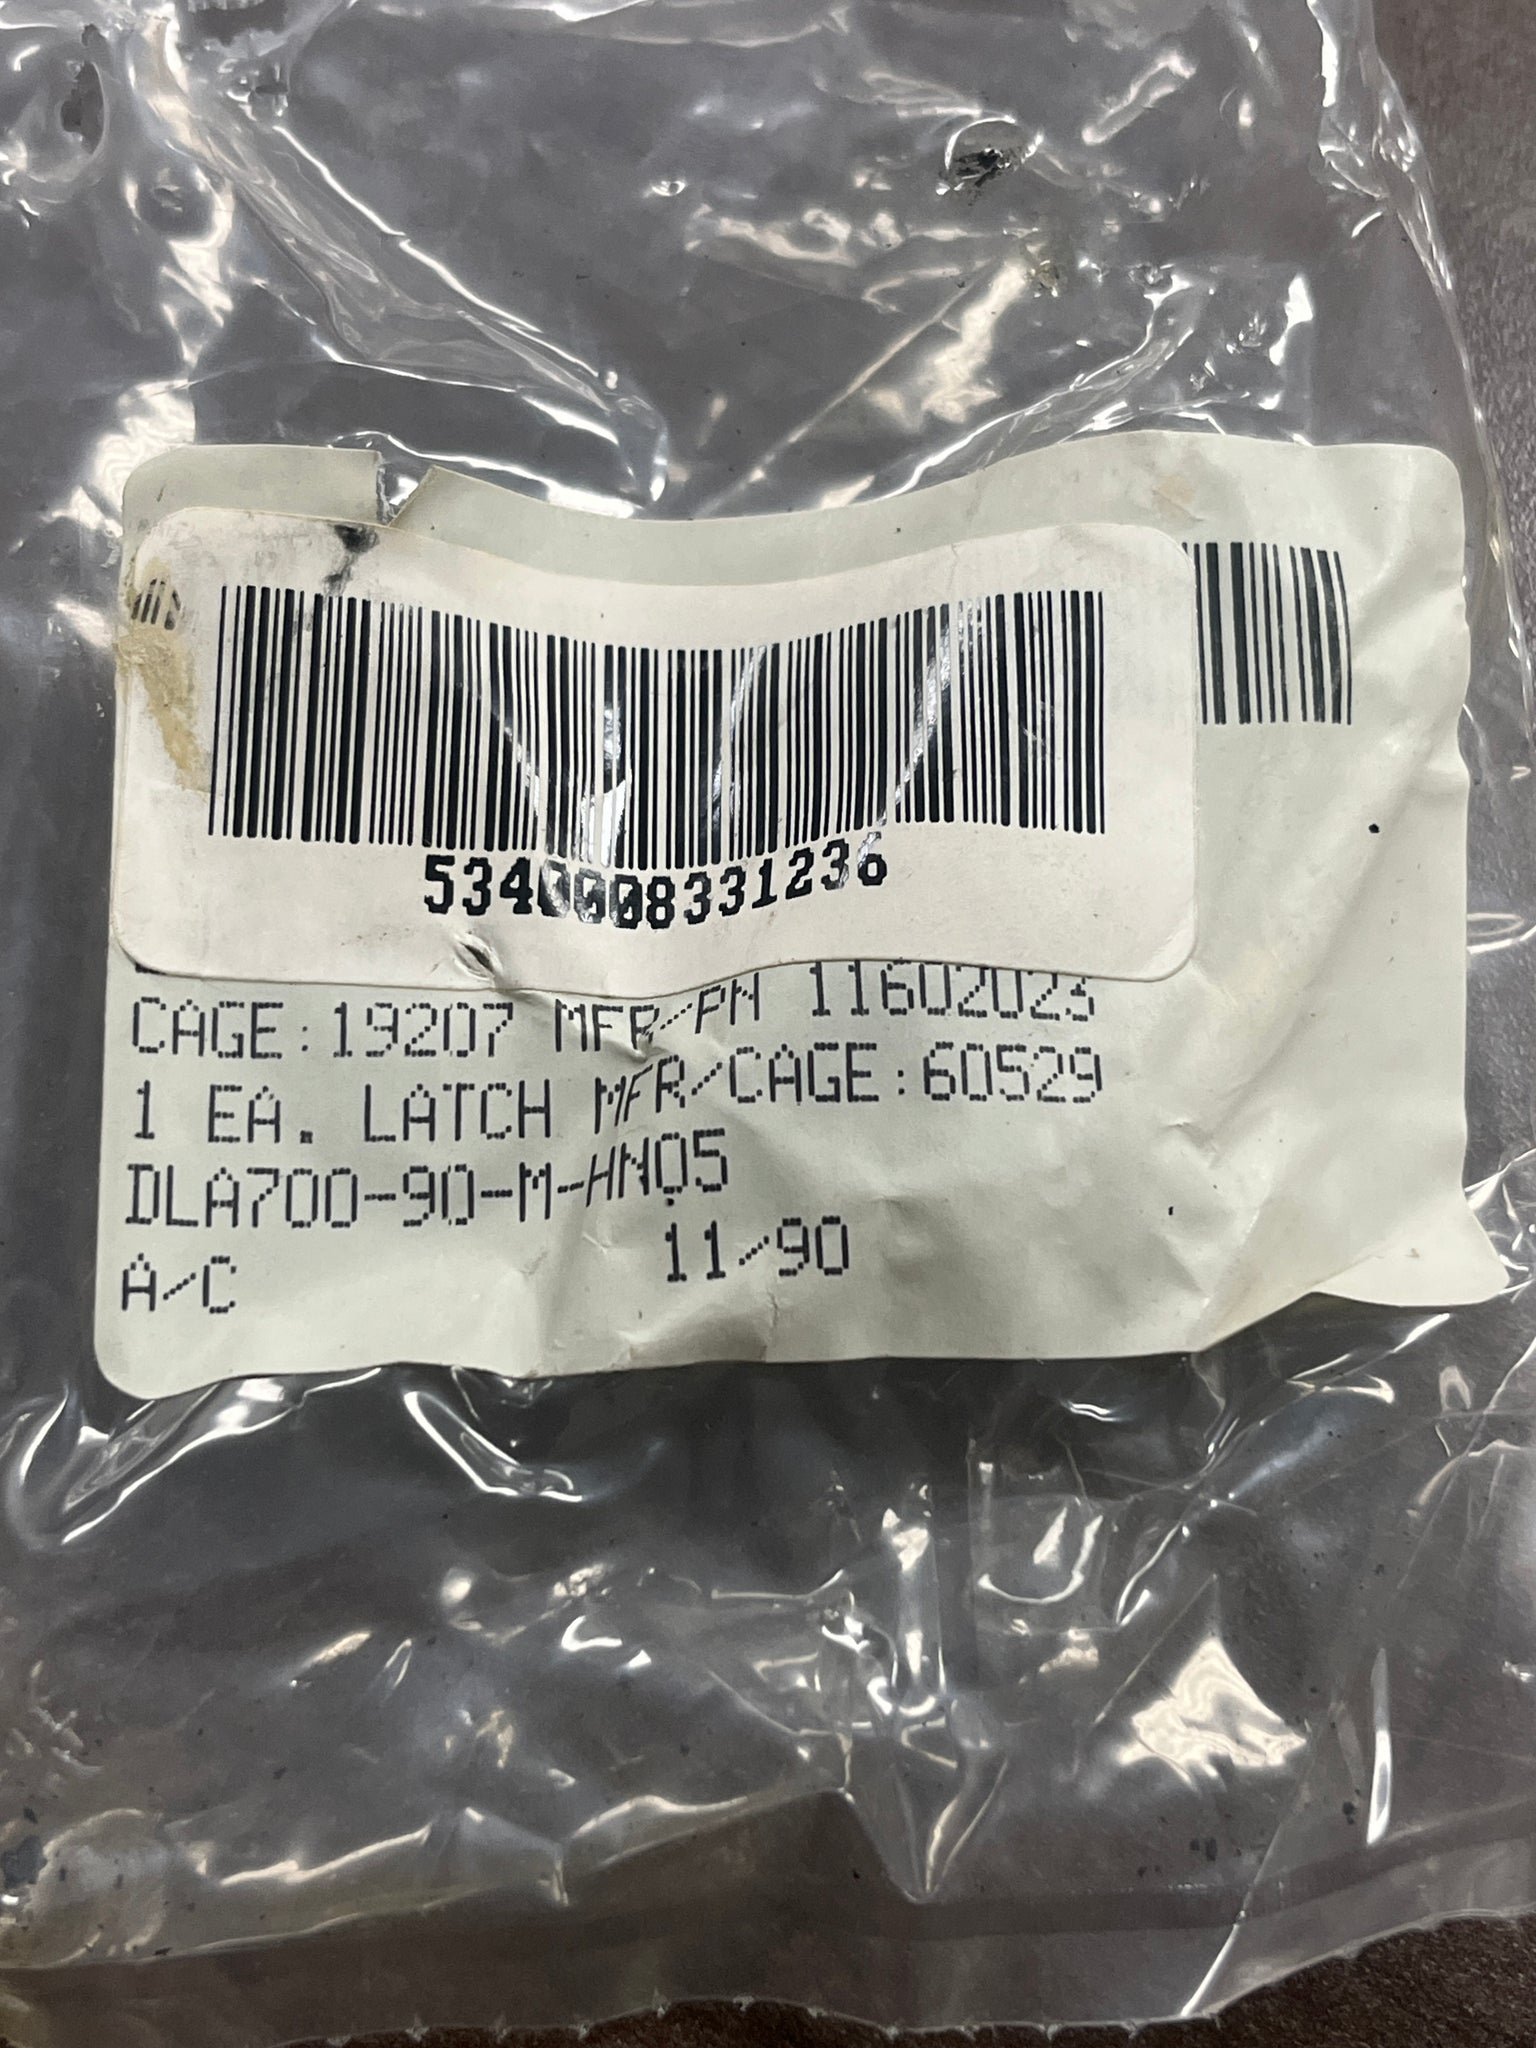 5340008331236
CAGE:19207 MFR/PN 11602023
1 EA. LATCH MFR/CAGE:60529
DLA700-90-M-HN05
A/C 11/90